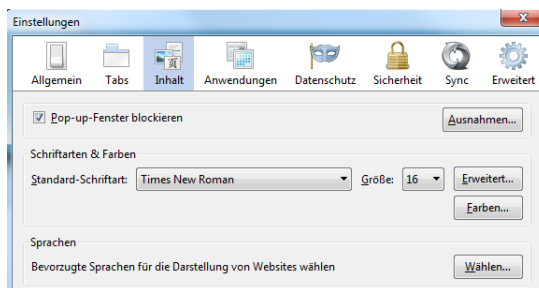 Einstellungen
Allgemein Tabs Inhalt Anwendungen Datenschutz Sicherheit Sync Erweitert
Pop-up-Fenster blockieren Ausnahmen...
Schriftarten & Farben
Standard-Schriftart: Times New Roman Größe: 16 Erweitert...
Farben...
Sprachen
Bevorzugte Sprachen für die Darstellung von Websites wählen Wählen...